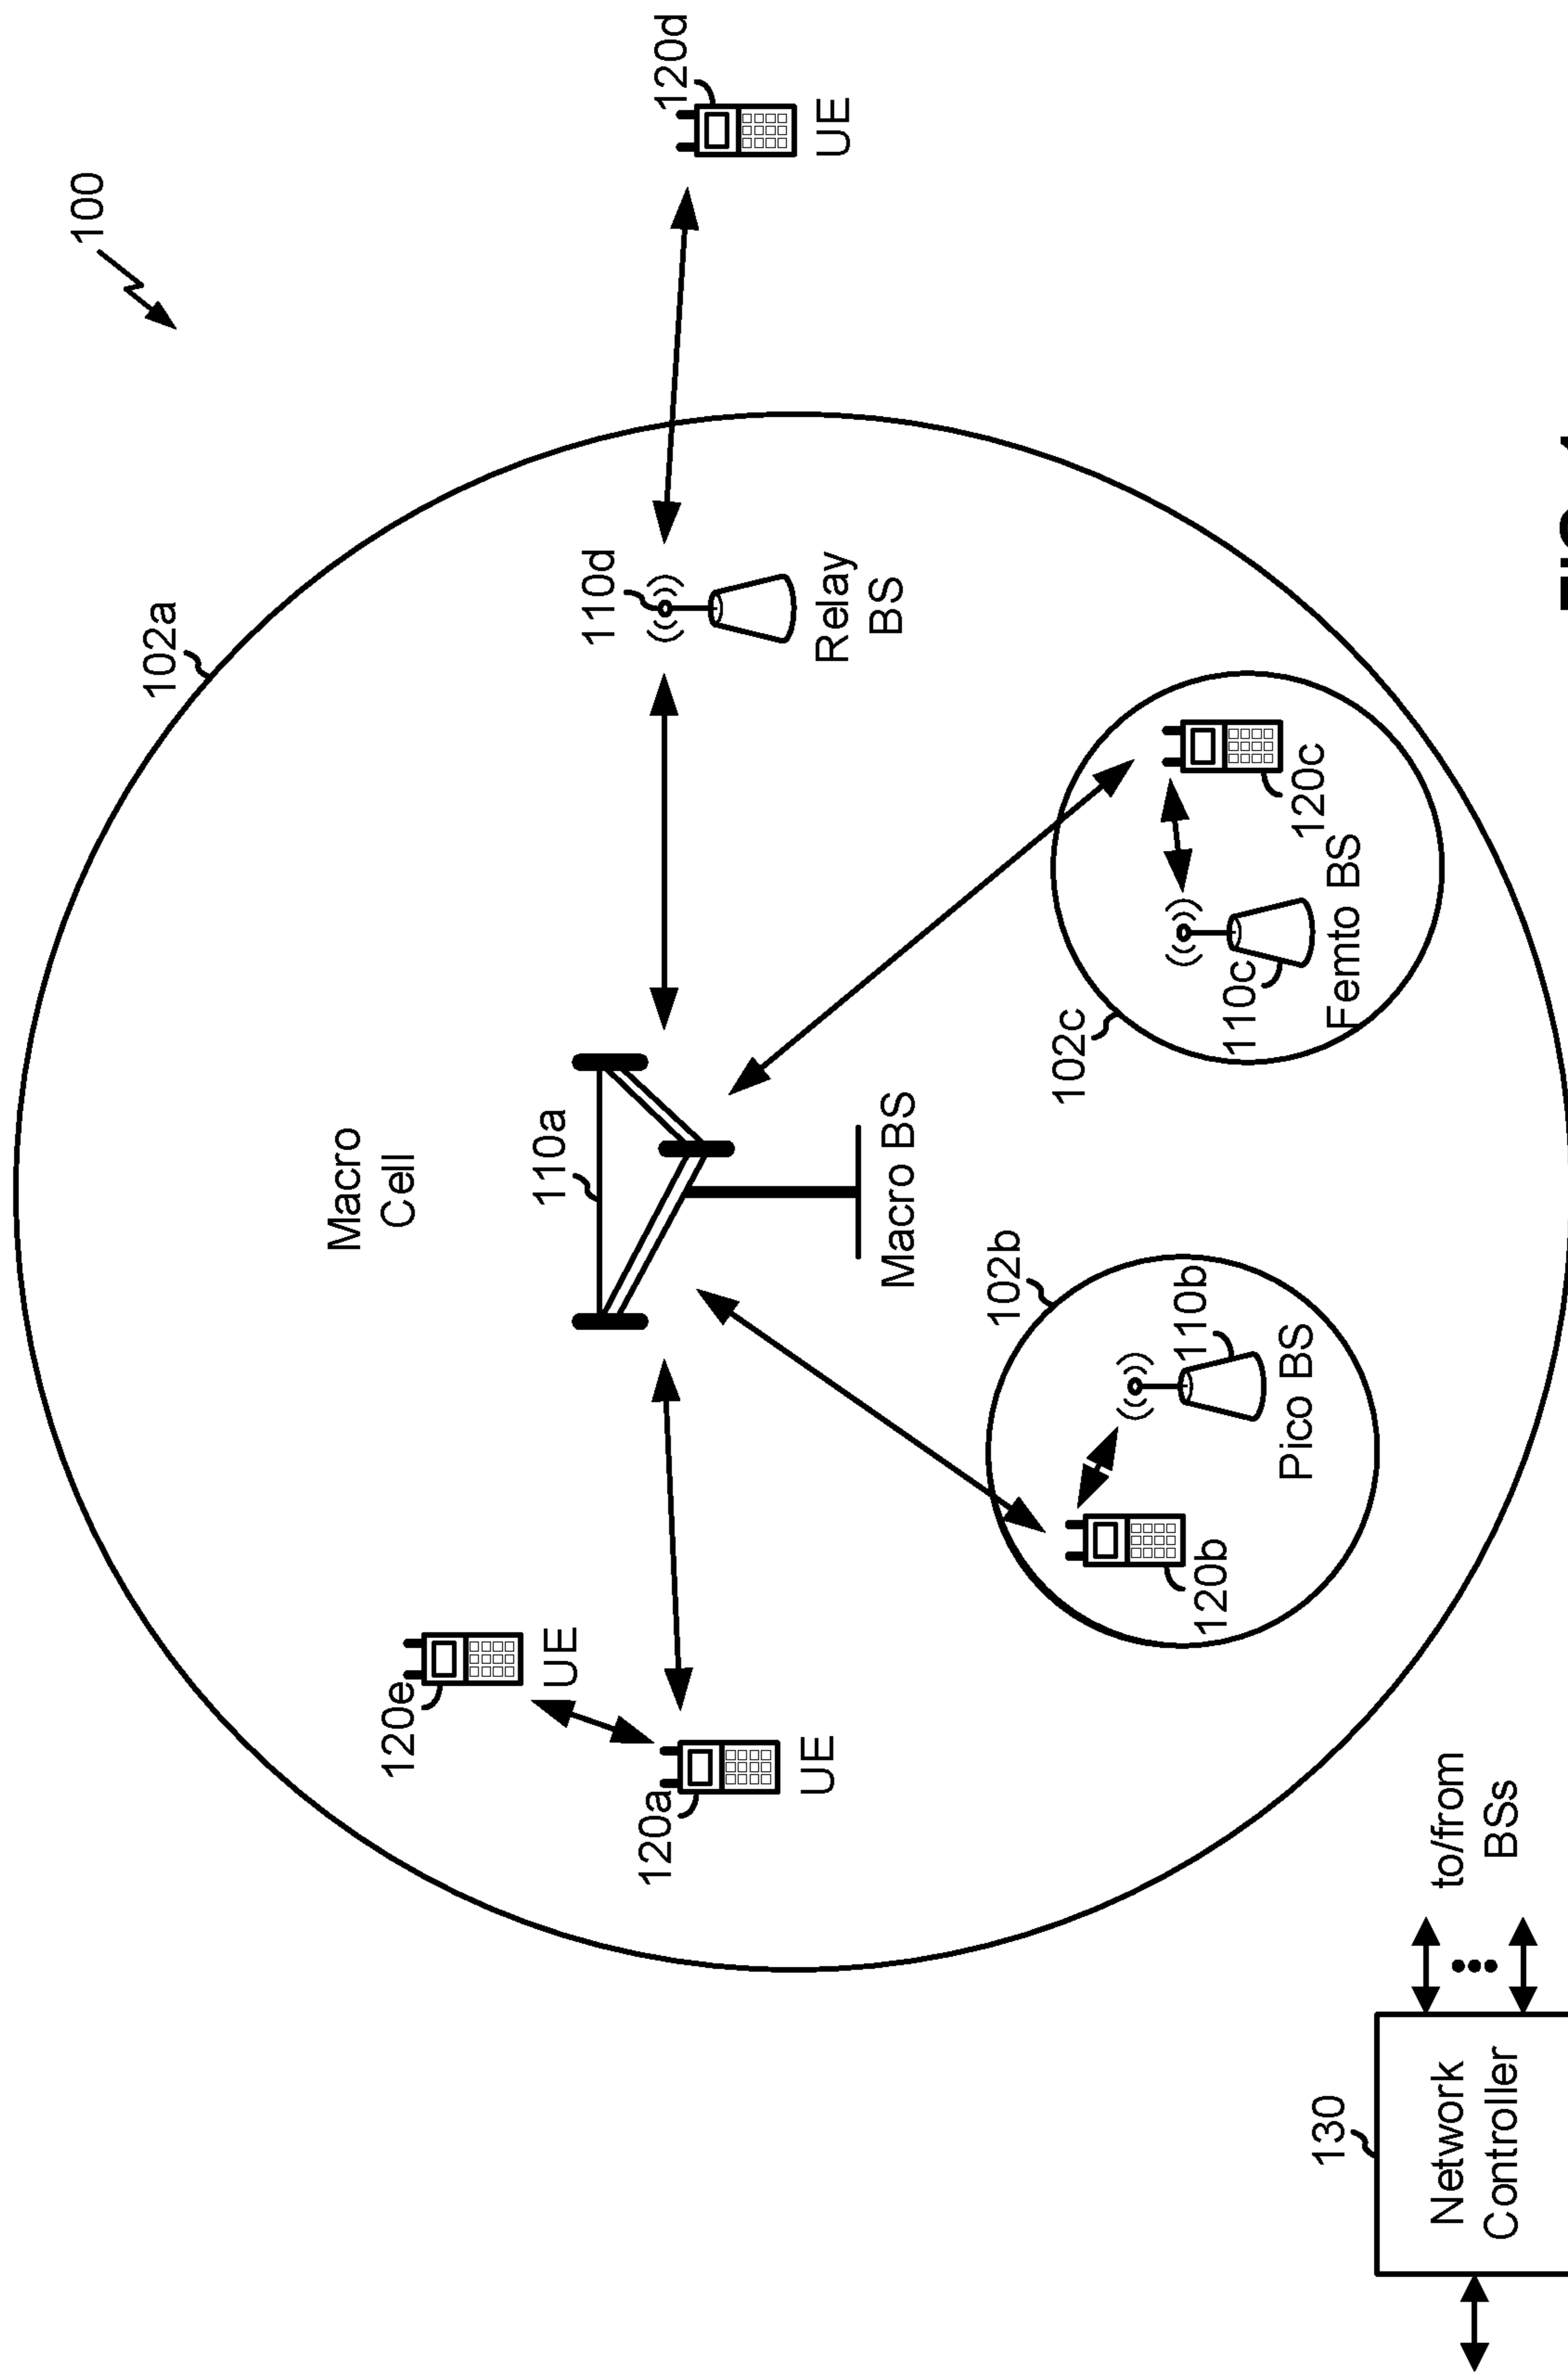 100
102a
Macro
Cell
120e
UE
110a
110d
120d
120a
UE
UE
Relay
BS
Macro BS
102b
102c
110b
120b
110c
Pico BS
120c
Femto BS
130
Network
Controller
to/from
BSs